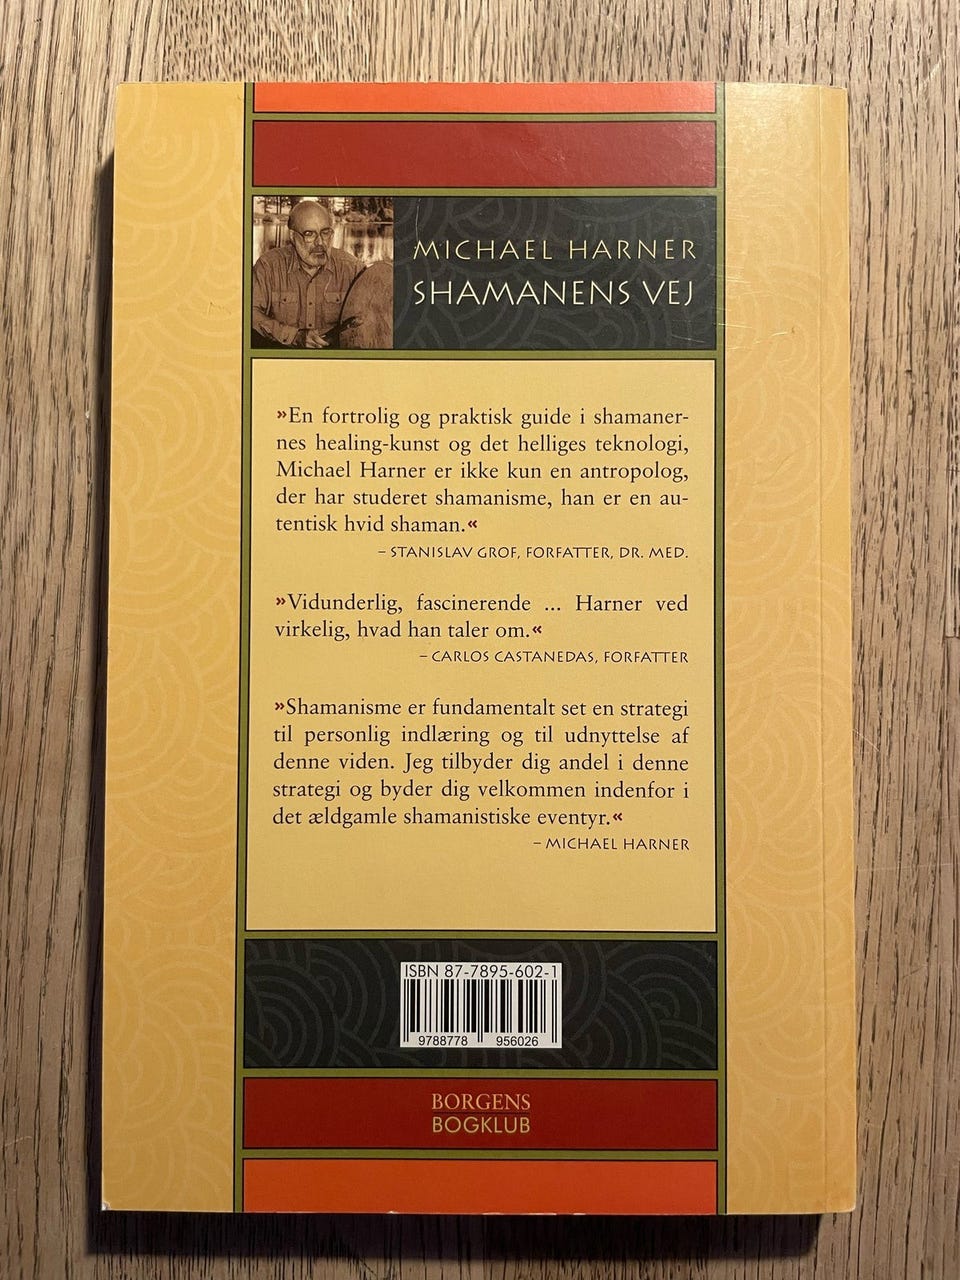 MICHAEL HARNER
SHAMANENS VEJ
»En fortrolig og praktisk guide i shamaner-
nes healing-kunst og det helliges teknologi,
Michael Harner er ikke kun en antropolog,
der har studeret shamanisme, han er en au-
tentisk hvid shaman.«
– STANISLAV GROF, FORFATTER, DR. MED.
»Vidunderlig, fascinerende ... Harner ved
virkelig, hvad han taler om.«
– CARLOS CASTANEDAS, FORFATTER
»Shamanisme er fundamentalt set en strategi
til personlig indlæring og til udnyttelse af
denne viden. Jeg tilbyder dig andel i denne
strategi og byder dig velkommen indenfor i
det ældgamle shamanistiske eventyr.«
– MICHAEL HARNER
ISBN 87-7895-602-1
9788778 956026
BORGENS
BOGKLUB